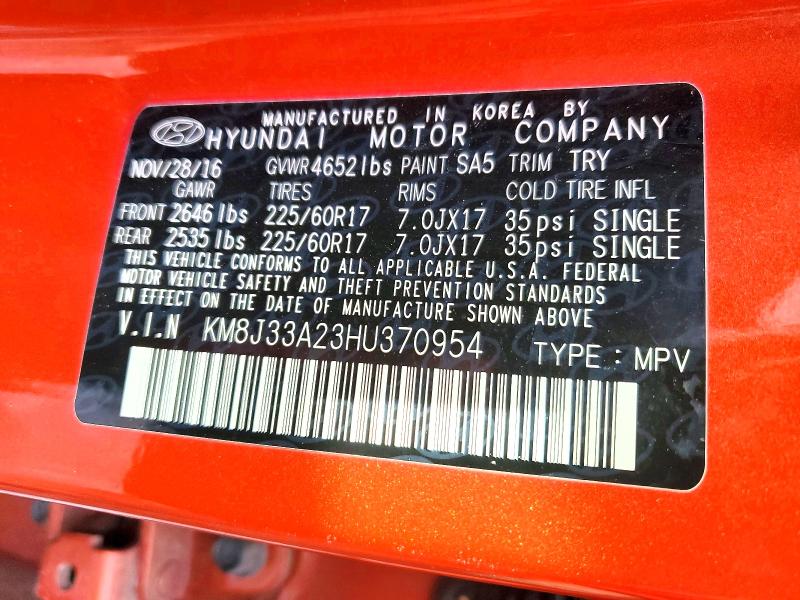 MANUFACTURED IN KOREA BY
HYUNDAI MOTOR COMPANY
NOV/28/16 GVWR 4652 lbs PAINT SA5 TRIM TRY
GAWR TIRES RIMS COLD TIRE INFL
FRONT 2646 lbs 225/60R17 7.0JX17 35 psi SINGLE
REAR 2535 lbs 225/60R17 7.0JX17 35 psi SINGLE
THIS VEHICLE CONFORMS TO ALL APPLICABLE U.S.A. FEDERAL
MOTOR VEHICLE SAFETY AND THEFT PREVENTION STANDARDS
IN EFFECT ON THE DATE OF MANUFACTURE SHOWN ABOVE
V.I.N KM8J33A23HU370954 TYPE : MPV